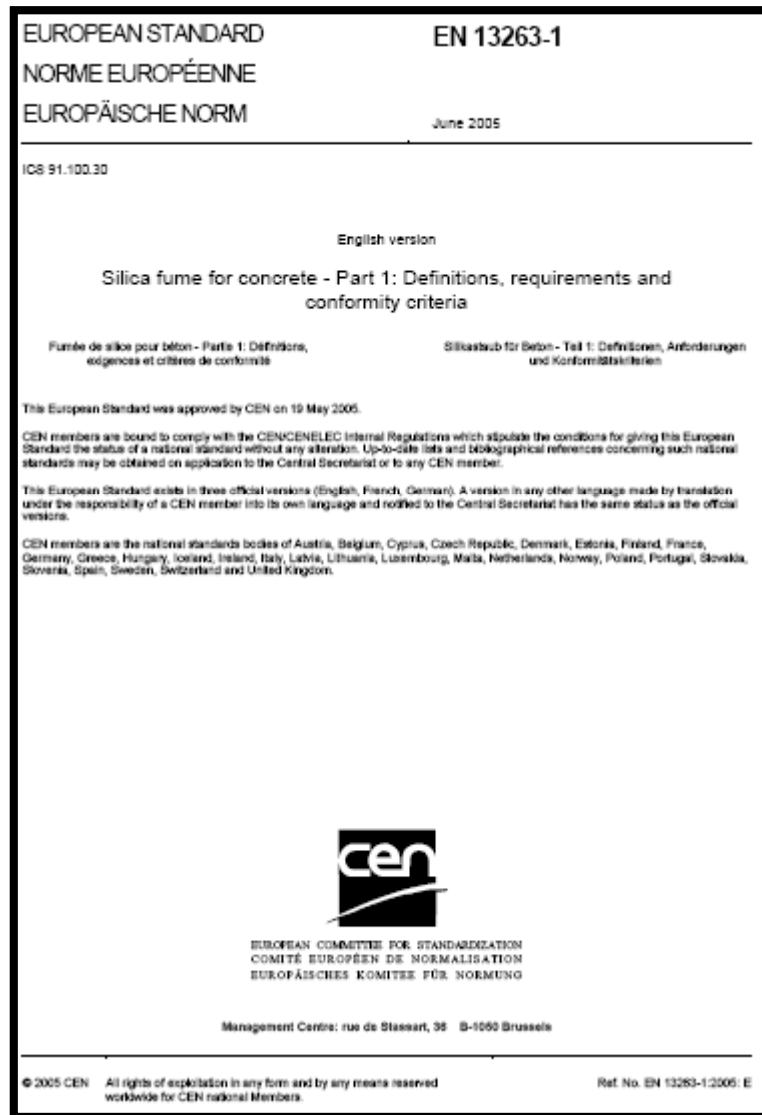 EUROPEAN STANDARD
EN 13263-1
NORME EUROPÉENNE
EUROPÄISCHE NORM
June 2005
ICS 91.100.30
English version
Silica fume for concrete - Part 1: Definitions, requirements and
conformity criteria
Fumée de silice pour béton - Partie 1: Définitions,
exigences et critères de conformité
Silikastaub für Beton - Teil 1: Definitionen, Anforderungen
und Konformitätskriterien
This European Standard was approved by CEN on 19 May 2005.
CEN members are bound to comply with the CEN/CENELEC Internal Regulations which stipulate the conditions for giving this European
Standard the status of a national standard without any alteration. Up-to-date lists and bibliographical references concerning such national
standards may be obtained on application to the Central Secretariat or to any CEN member.
This European Standard exists in three official versions (English, French, German). A version in any other language made by translation
under the responsibility of a CEN member into its own language and notified to the Central Secretariat has the same status as the official
versions.
CEN members are the national standards bodies of Austria, Belgium, Cyprus, Czech Republic, Denmark, Estonia, Finland, France,
Germany, Greece, Hungary, Iceland, Ireland, Italy, Latvia, Lithuania, Luxembourg, Malta, Netherlands, Norway, Poland, Portugal, Slovakia,
Slovenia, Spain, Sweden, Switzerland and United Kingdom.
cen
EUROPEAN COMMITTEE FOR STANDARDIZATION
COMITÉ EUROPÉEN DE NORMALISATION
EUROPÄISCHES KOMITEE FÜR NORMUNG
Management Centre: rue de Stassart, 36 B-1050 Brussels
© 2005 CEN All rights of exploitation in any form and by any means reserved
worldwide for CEN national Members.
Ref. No. EN 13263-1:2005: E